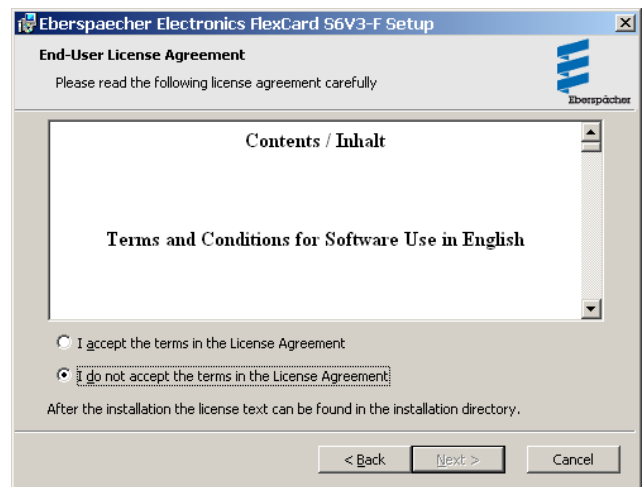 Eberspaecher Electronics FlexCard S6V3-F Setup
End-User License Agreement
Please read the following license agreement carefully
Eberspächer
Contents / Inhalt
Terms and Conditions for Software Use in English
I accept the terms in the License Agreement
I do not accept the terms in the License Agreement
After the installation the license text can be found in the installation directory.
< Back
Next >
Cancel